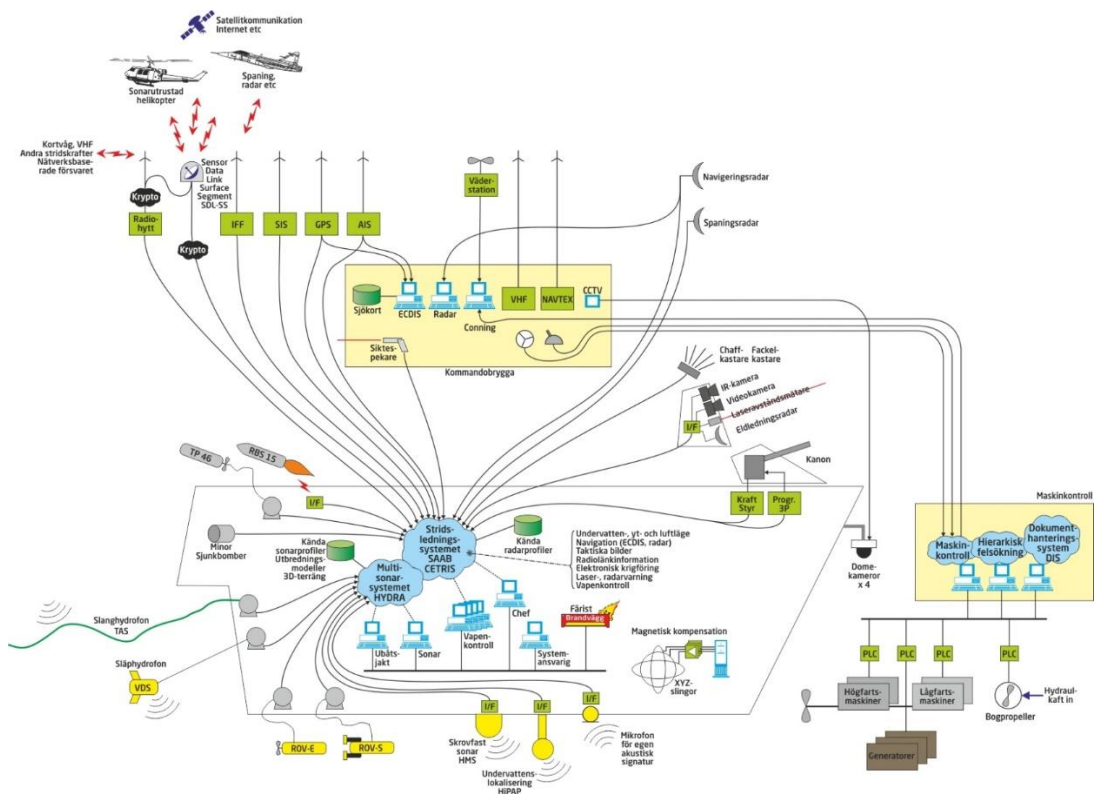 Satellitkommunikation
Internet etc
Sonarutrustad
helikopter
Spaning,
radar etc
Kortvåg, VHF
Andra stridskrafter
Nätverksbase-
rade försvaret
Sensor
Data
Link
Surface
Segment
SDL-SS
Krypto
Radio-
hytt
Krypto
IFF
SIS
GPS
AIS
Väder-
station
Navigeringsradar
Spaningsradar
Sjökort
ECDIS
Radar
Conning
VHF
NAVTEX
CCTV
Siktes-
pekare
Kommandobrygga
Chaff-
kastare
Fackel-
kastare
IR-kamera
Videokamera
Laseravståndsmätare
Eldledningsradar
I/F
Kanon
Kraft
Styr
Progr.
3P
TP 46
RBS 15
I/F
Minor
Sjunkbomber
Kända
sonarprofiler
Utbrednings-
modeller
3D-terräng
Strids-
lednings-
systemet
SAAB
CETRIS
Multi-
sonar-
systemet
HYDRA
Kända
radarprofiler
Undervatten-, yt- och luftläge
Navigation (ECDIS, radar)
Taktiska bilder
Radiolänkinformation
Elektronisk krigföring
Laser-, radarvarning
Vapenkontroll
Maskinkontroll
Maskin-
kontroll
Hierarkisk
felsökning
Dokument-
hanterings-
system
DIS
Dome-
kameror
x 4
Slanghydrofon
TAS
Släphydrofon
VDS
Ubåts-
jakt
Sonar
Vapen-
kontroll
Chef
System-
ansvarig
Färist
Brandvägg
Magnetisk kompensation
XYZ-
slingor
PLC
PLC
PLC
PLC
Högfarts-
maskiner
Lågfarts-
maskiner
Generatorer
Bogpropeller
Hydraul-
kaft in
ROV-E
ROV-S
I/F
I/F
I/F
Skrovfast
sonar
HMS
Undervattens-
lokalisering
HiPAP
Mikrofon
för egen
akustisk
signatur